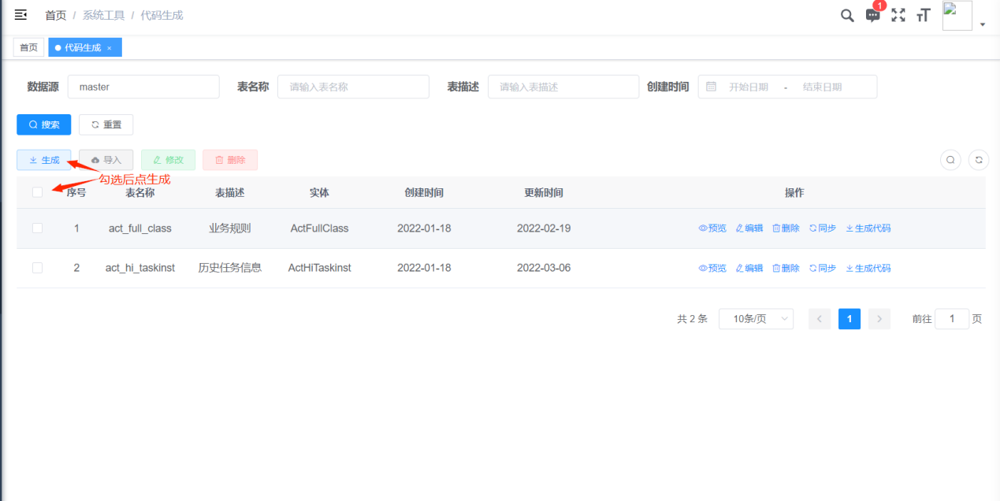 首页 / 系统工具 / 代码生成
1
首页 代码生成 ×
数据源 master 表名称 请输入表名称 表描述 请输入表描述 创建时间 开始日期 - 结束日期
搜索 重置
生成 导入 修改 删除
勾选后点生成
序号 表名称 表描述 实体 创建时间 更新时间 操作
1 act_full_class 业务规则 ActFullClass 2022-01-18 2022-02-19 预览 编辑 删除 同步 生成代码
2 act_hi_taskinst 历史任务信息 ActHiTaskinst 2022-01-18 2022-03-06 预览 编辑 删除 同步 生成代码
共 2 条 10条/页 < 1 > 前往 1 页